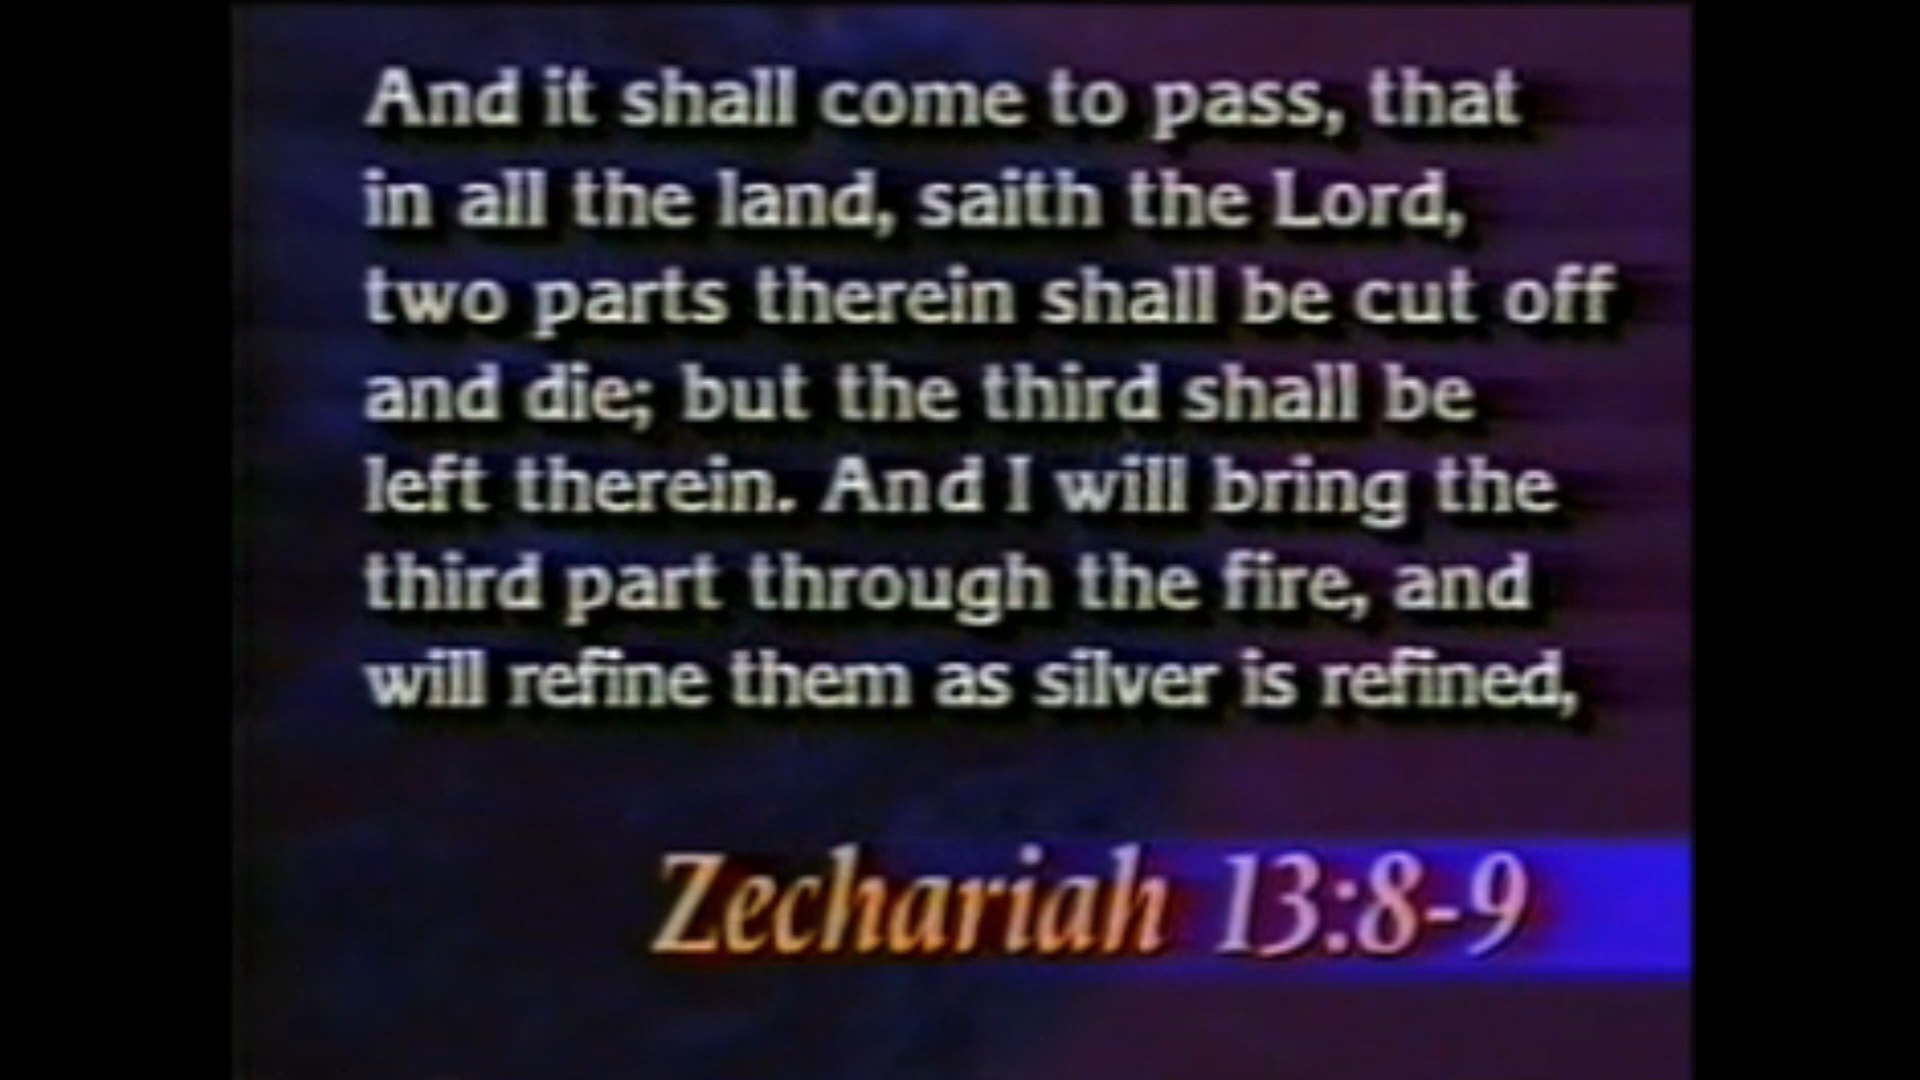 And it shall come to pass, that
in all the land, saith the Lord,
two parts therein shall be cut off
and die; but the third shall be
left therein. And I will bring the
third part through the fire, and
will refine them as silver is refined,
Zechariah 13:8-9